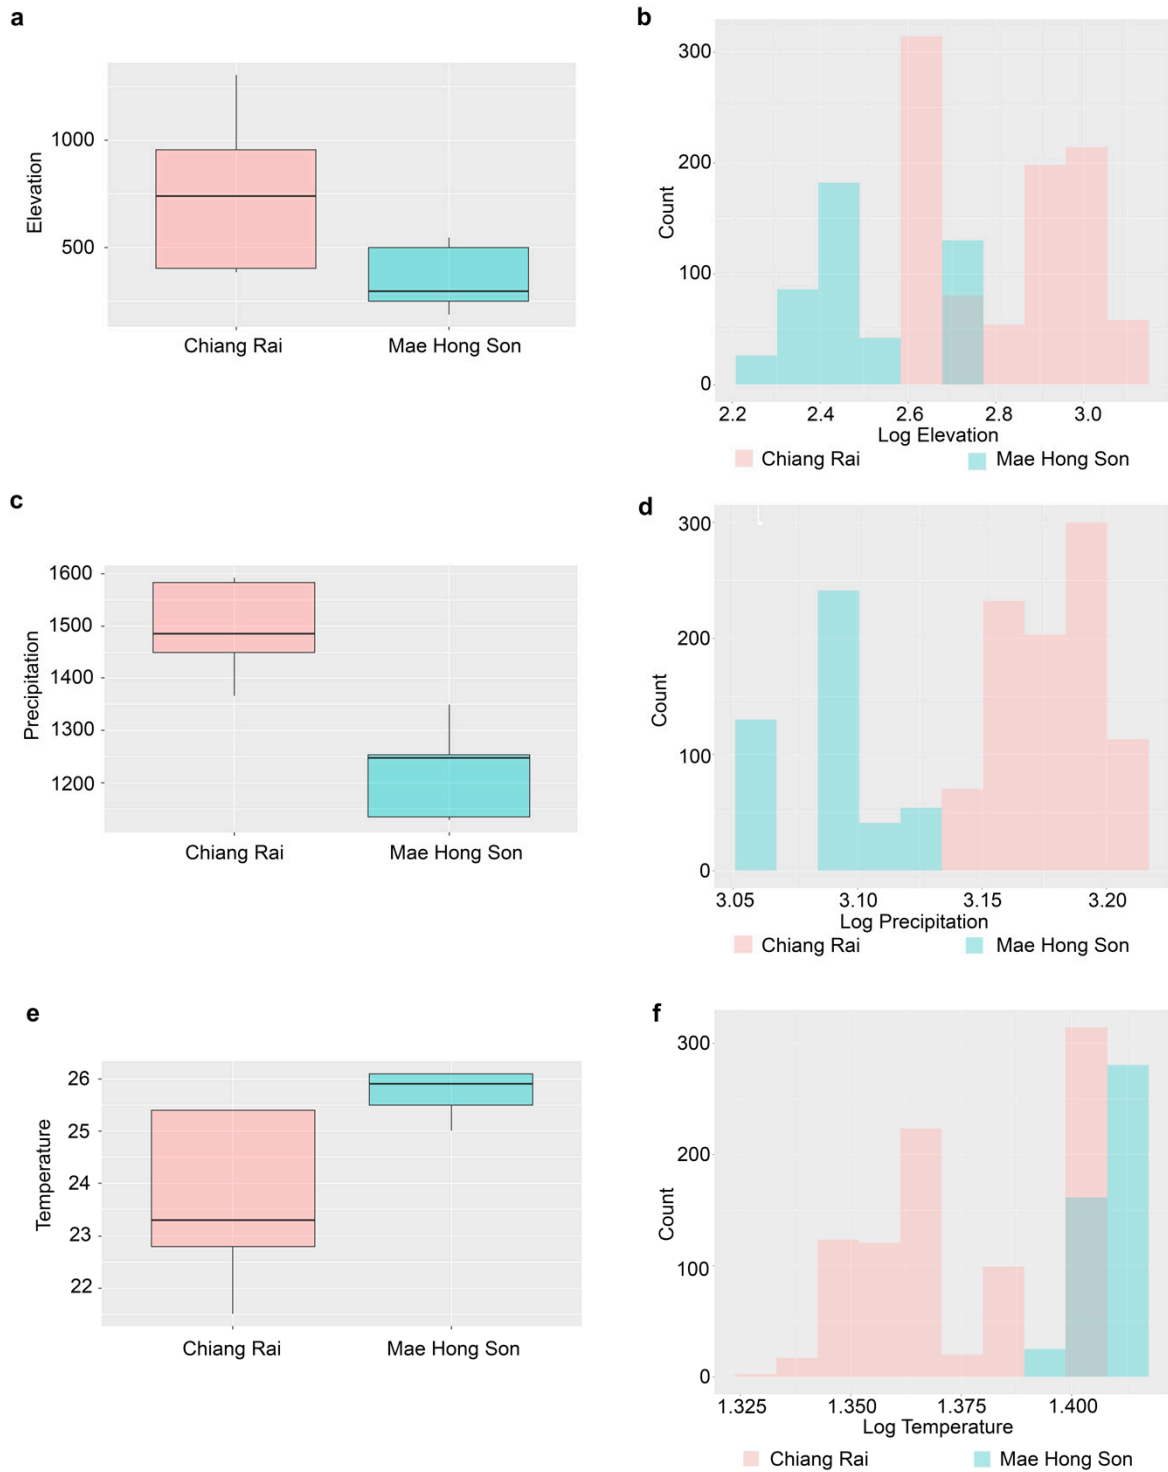 a
Elevation
1000
500
Chiang Rai Mae Hong Son
b
Count
300
200
100
0
2.2 2.4 2.6 2.8 3.0
Log Elevation
Chiang Rai Mae Hong Son
c
Precipitation
1600
1500
1400
1300
1200
Chiang Rai Mae Hong Son
d
Count
300
200
100
0
3.05 3.10 3.15 3.20
Log Precipitation
Chiang Rai Mae Hong Son
e
Temperature
26
25
24
23
22
Chiang Rai Mae Hong Son
f
Count
300
200
100
0
1.325 1.350 1.375 1.400
Log Temperature
Chiang Rai Mae Hong Son